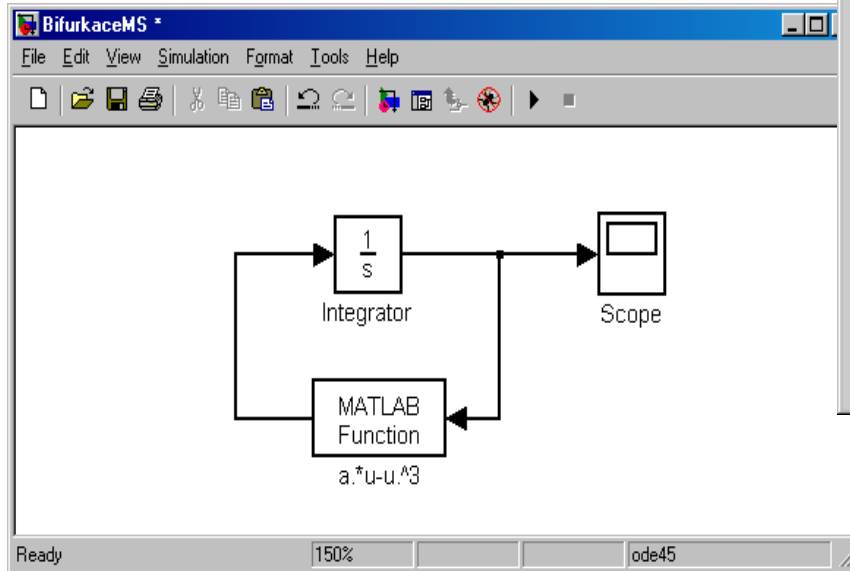 BifurkaceMS *
File Edit View Simulation Format Tools Help
1
s
Integrator
Scope
MATLAB
Function
a.*u-u.^3
Ready 150% ode45